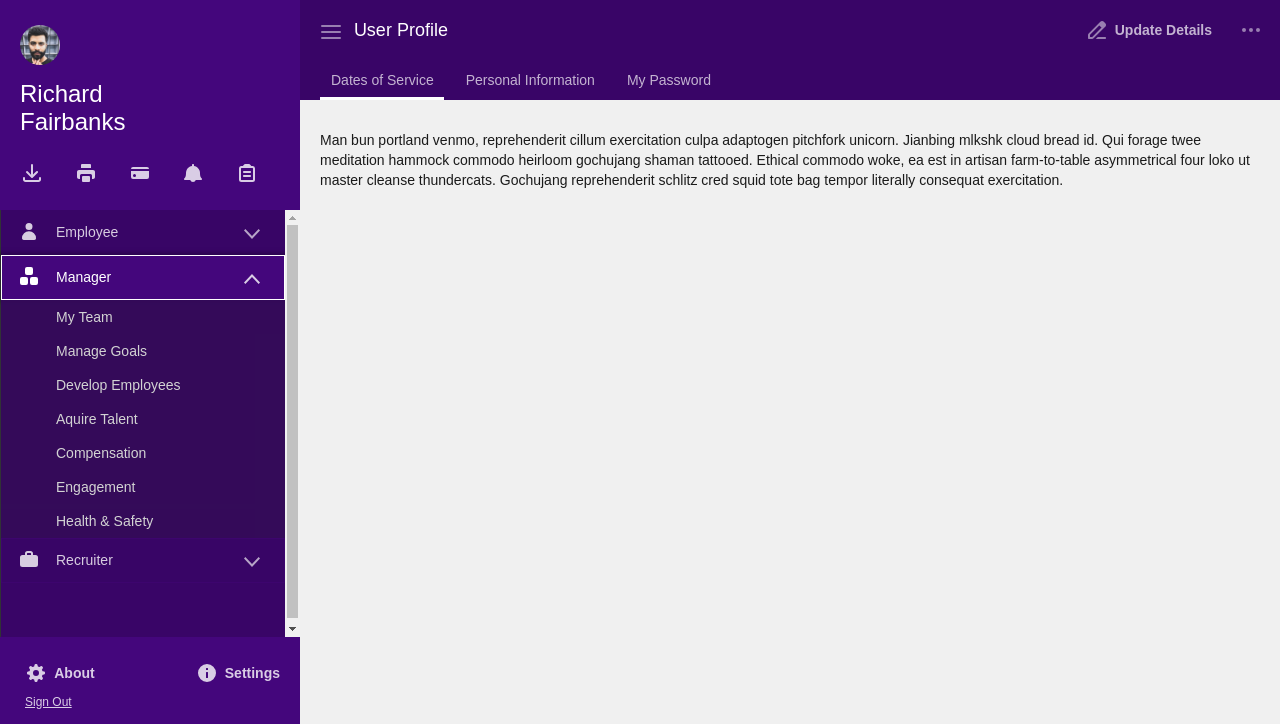 Richard
Fairbanks
Employee
Manager
My Team
Manage Goals
Develop Employees
Aquire Talent
Compensation
Engagement
Health & Safety
Recruiter
About
Settings
Sign Out
User Profile
Update Details
Dates of Service
Personal Information
My Password
Man bun portland venmo, reprehenderit cillum exercitation culpa adaptogen pitchfork unicorn. Jianbing mlkshk cloud bread id. Qui forage twee
meditation hammock commodo heirloom gochujang shaman tattooed. Ethical commodo woke, ea est in artisan farm-to-table asymmetrical four loko ut
master cleanse thundercats. Gochujang reprehenderit schlitz cred squid tote bag tempor literally consequat exercitation.